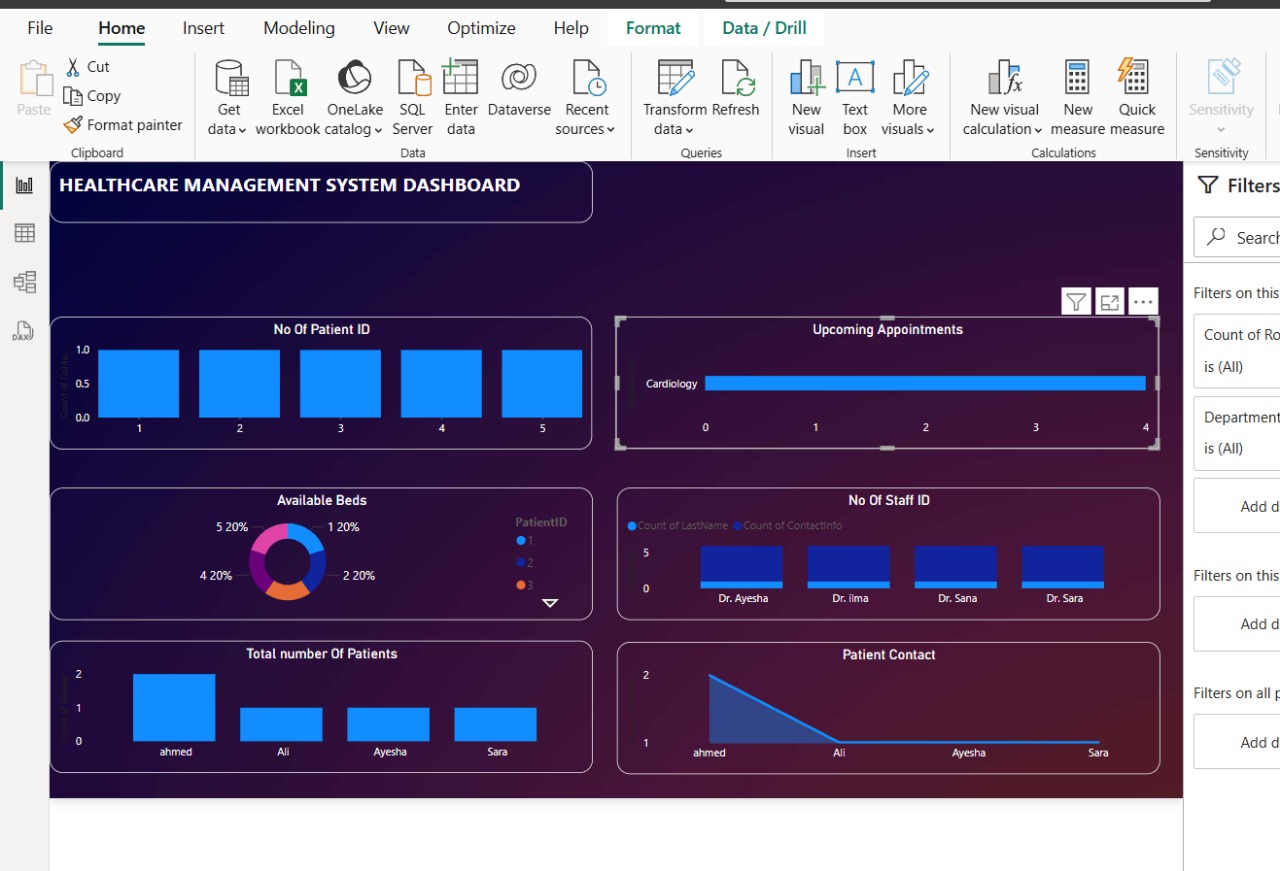 File Home Insert Modeling View Optimize Help Format Data / Drill
Paste
Cut
Copy
Format painter
Clipboard
Get data
Excel workbook
OneLake catalog
SQL Server
Enter data
Dataverse
Recent sources
Data
Transform data
Refresh
Queries
New visual
Text box
More visuals
Insert
New visual calculation
New measure
Quick measure
Calculations
Sensitivity
Sensitivity
DAX
HEALTHCARE MANAGEMENT SYSTEM DASHBOARD
No Of Patient ID
1.0
0.5
0.0
1 2 3 4 5
Upcoming Appointments
Cardiology
0 1 2 3 4
Available Beds
5 20%
1 20%
4 20%
2 20%
PatientID
1
2
3
No Of Staff ID
Count of LastName Count of ContactInfo
5
0
Dr. Ayesha Dr. ilma Dr. Sana Dr. Sara
Total number Of Patients
2
1
0
ahmed Ali Ayesha Sara
Patient Contact
2
1
ahmed Ali Ayesha Sara
Filters
Search
Filters on this
Count of Ro
is (All)
Department
is (All)
Add d
Filters on this
Add d
Filters on all p
Add d